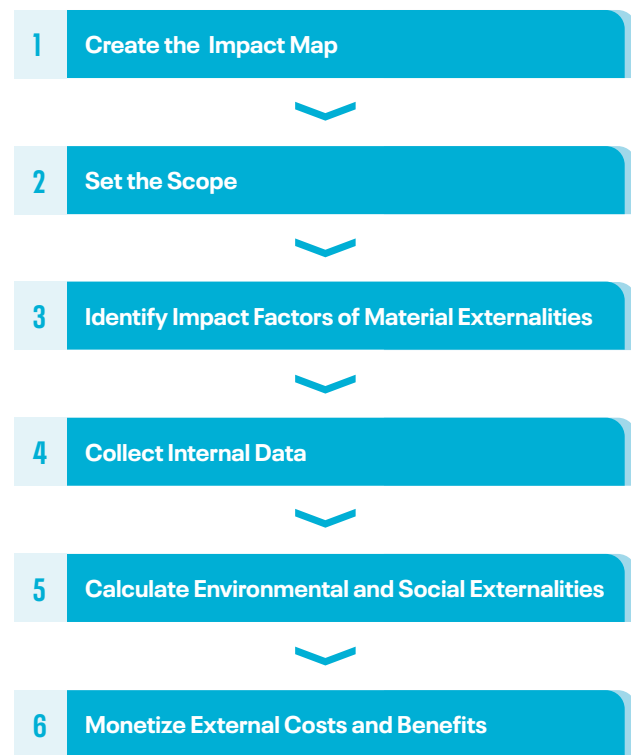 1 Create the Impact Map
2 Set the Scope
3 Identify Impact Factors of Material Externalities
4 Collect Internal Data
5 Calculate Environmental and Social Externalities
6 Monetize External Costs and Benefits